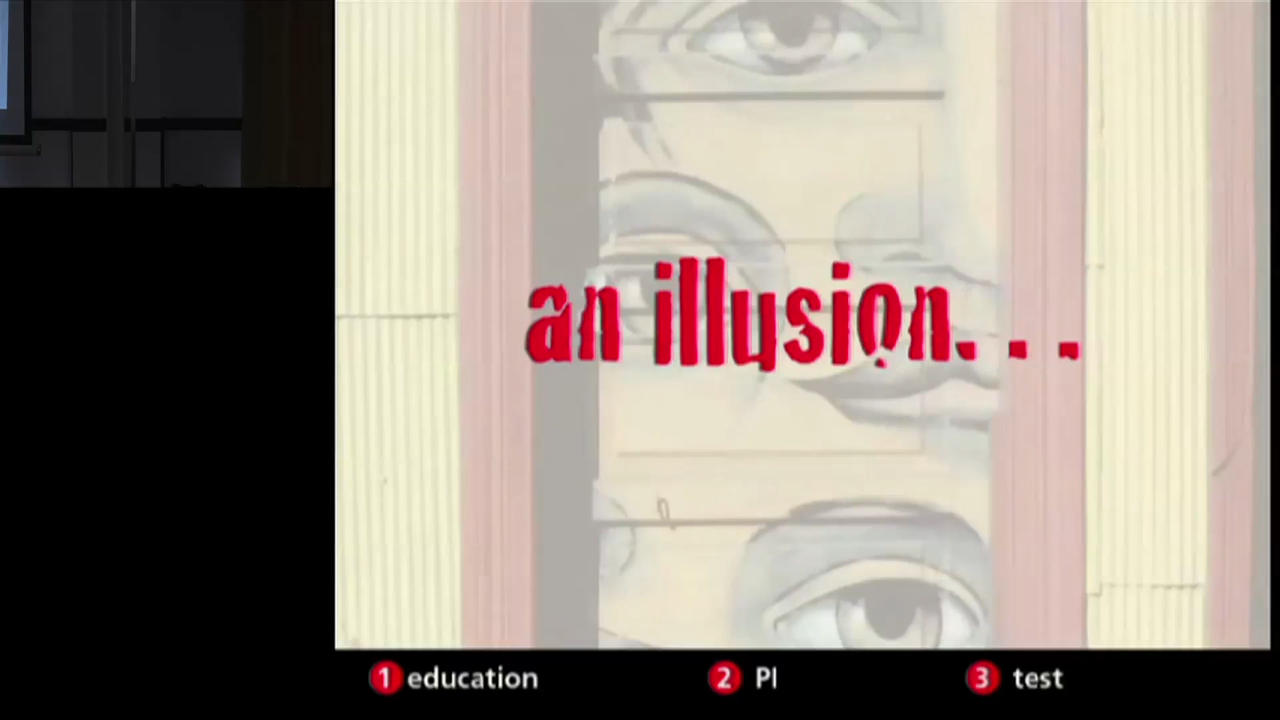 an illusion. . .
1 education 2 PI 3 test